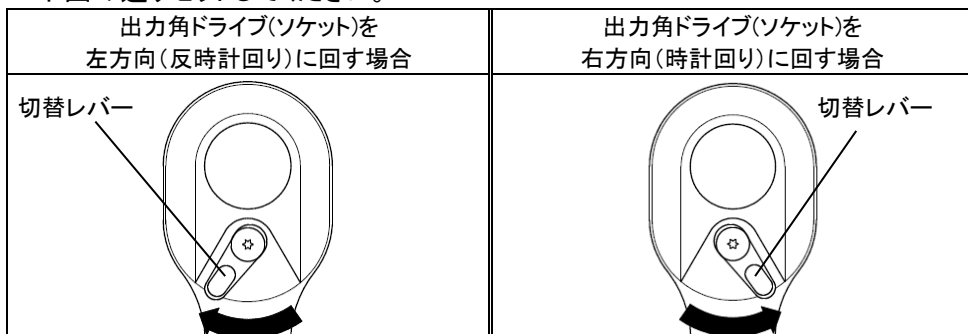 出力角ドライブ(ソケット)を
左方向(反時計回り)に回す場合
出力角ドライブ(ソケット)を
右方向(時計回り)に回す場合
切替レバー
切替レバー